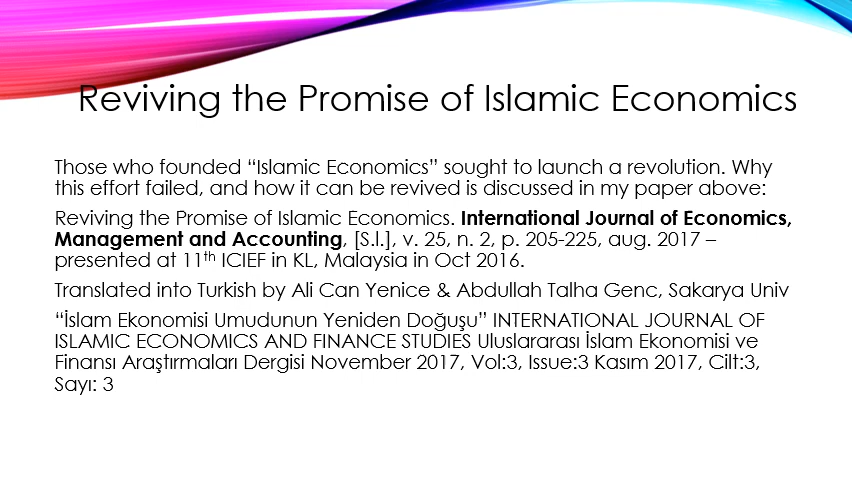 Reviving the Promise of Islamic Economics
Those who founded “Islamic Economics” sought to launch a revolution. Why
this effort failed, and how it can be revived is discussed in my paper above:
Reviving the Promise of Islamic Economics. International Journal of Economics,
Management and Accounting, [S.l.], v. 25, n. 2, p. 205-225, aug. 2017 –
presented at 11th ICIEF in KL, Malaysia in Oct 2016.
Translated into Turkish by Ali Can Yenice & Abdullah Talha Genc, Sakarya Univ
“İslam Ekonomisi Umudunun Yeniden Doğuşu” INTERNATIONAL JOURNAL OF
ISLAMIC ECONOMICS AND FINANCE STUDIES Uluslararası İslam Ekonomisi ve
Finansı Araştırmaları Dergisi November 2017, Vol:3, Issue:3 Kasım 2017, Cilt:3,
Sayı: 3